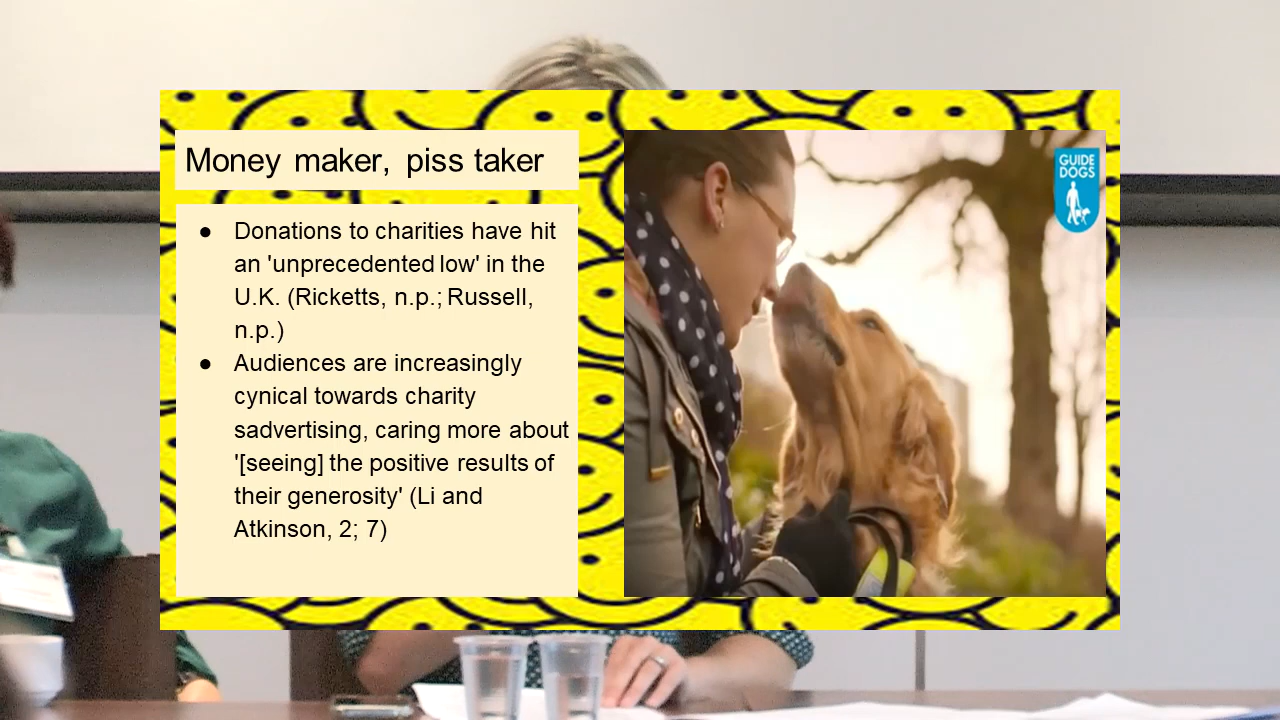 Money maker, piss taker
● Donations to charities have hit
an 'unprecedented low' in the
U.K. (Ricketts, n.p.; Russell,
n.p.)
● Audiences are increasingly
cynical towards charity
sadvertising, caring more about
'[seeing] the positive results of
their generosity' (Li and
Atkinson, 2; 7)
GUIDE
DOGS